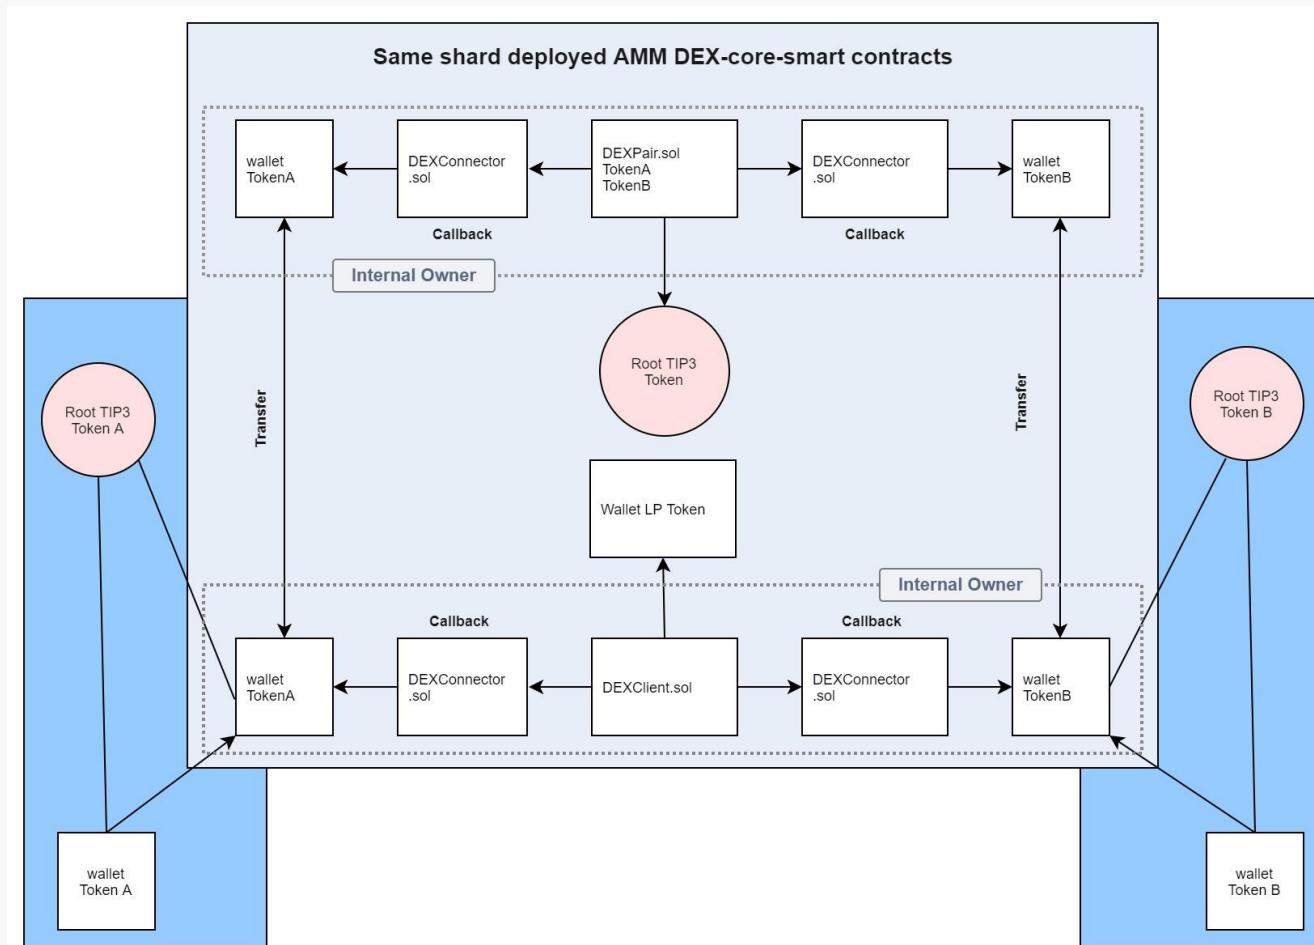 Same shard deployed AMM DEX-core-smart contracts
wallet
TokenA
DEXConnector
.sol
DEXPair.sol
TokenA
TokenB
DEXConnector
.sol
wallet
TokenB
Callback
Callback
Internal Owner
Root TIP3
Token
Root TIP3
Token A
Transfer
Transfer
Root TIP3
Token B
Wallet LP Token
Internal Owner
Callback
Callback
wallet
TokenA
DEXConnector
.sol
DEXClient.sol
DEXConnector
.sol
wallet
TokenB
wallet
Token A
wallet
Token B